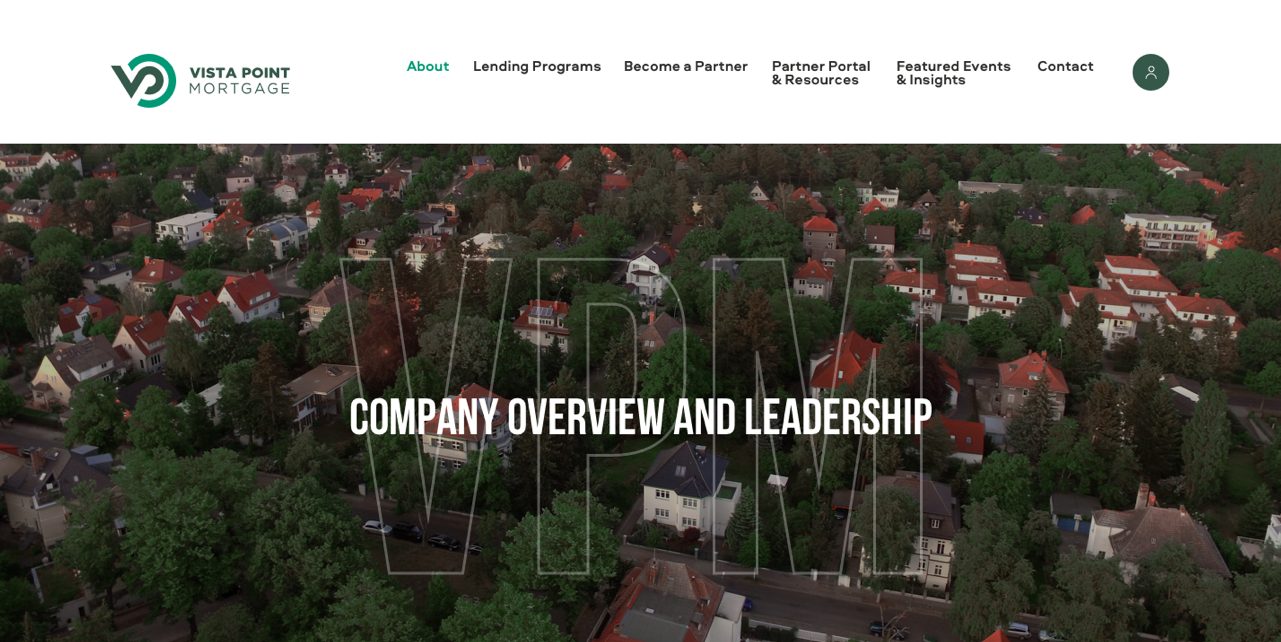 VISTA POINT
MORTGAGE
About
Lending Programs
Become a Partner
Partner Portal
& Resources
Featured Events
& Insights
Contact
VPM
COMPANY OVERVIEW AND LEADERSHIP